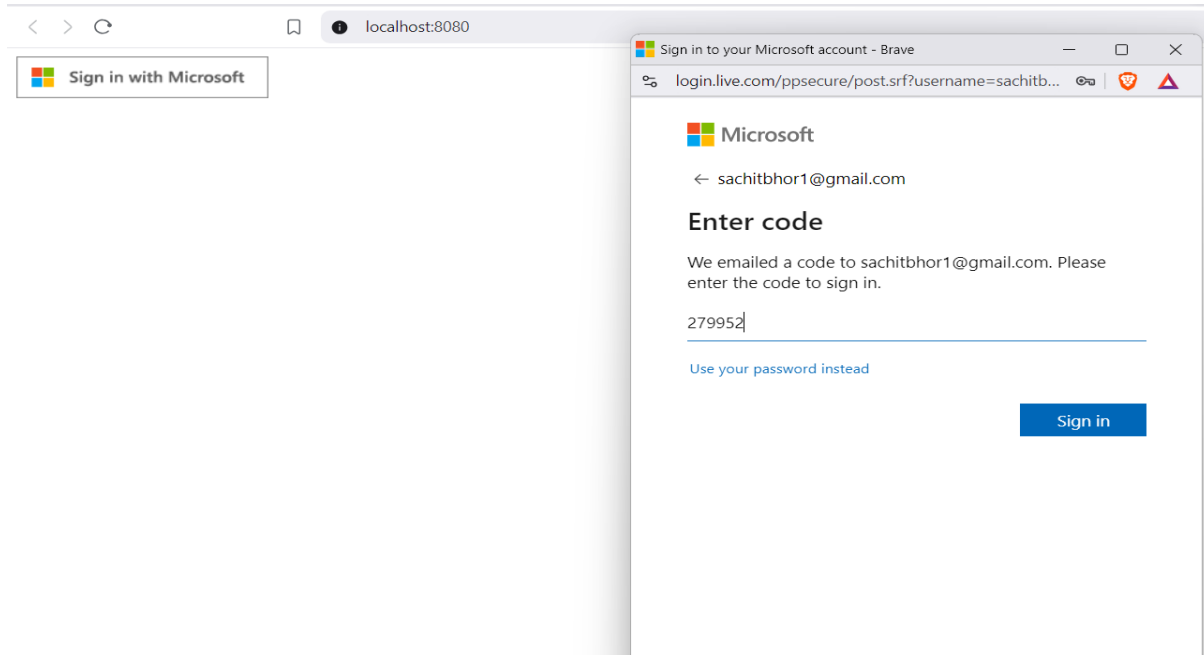 localhost:8080
Sign in with Microsoft
Sign in to your Microsoft account - Brave
login.live.com/ppsecure/post.srf?username=sachitb...
Microsoft
← sachitbhor1@gmail.com
Enter code
We emailed a code to sachitbhor1@gmail.com. Please
enter the code to sign in.
279952
Use your password instead
Sign in